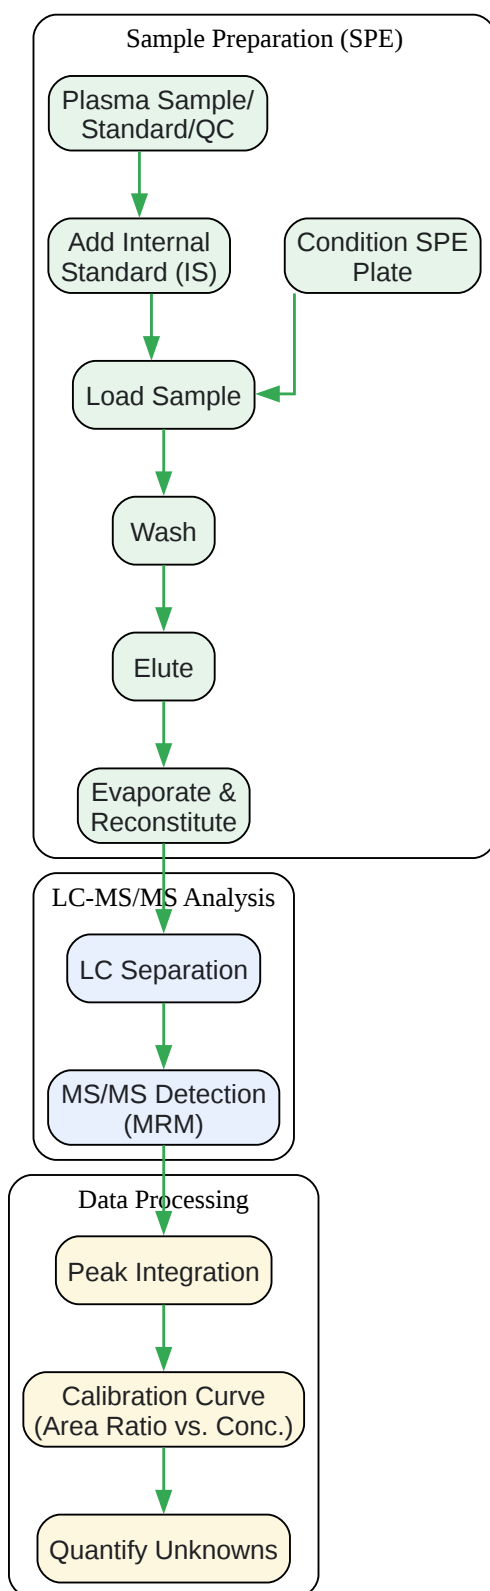 Sample Preparation (SPE)
Plasma Sample/
Standard/QC
Add Internal
Standard (IS)
Condition SPE
Plate
Load Sample
Wash
Elute
Evaporate &
Reconstitute
LC-MS/MS Analysis
LC Separation
MS/MS Detection
(MRM)
Data Processing
Peak Integration
Calibration Curve
(Area Ratio vs. Conc.)
Quantify Unknowns